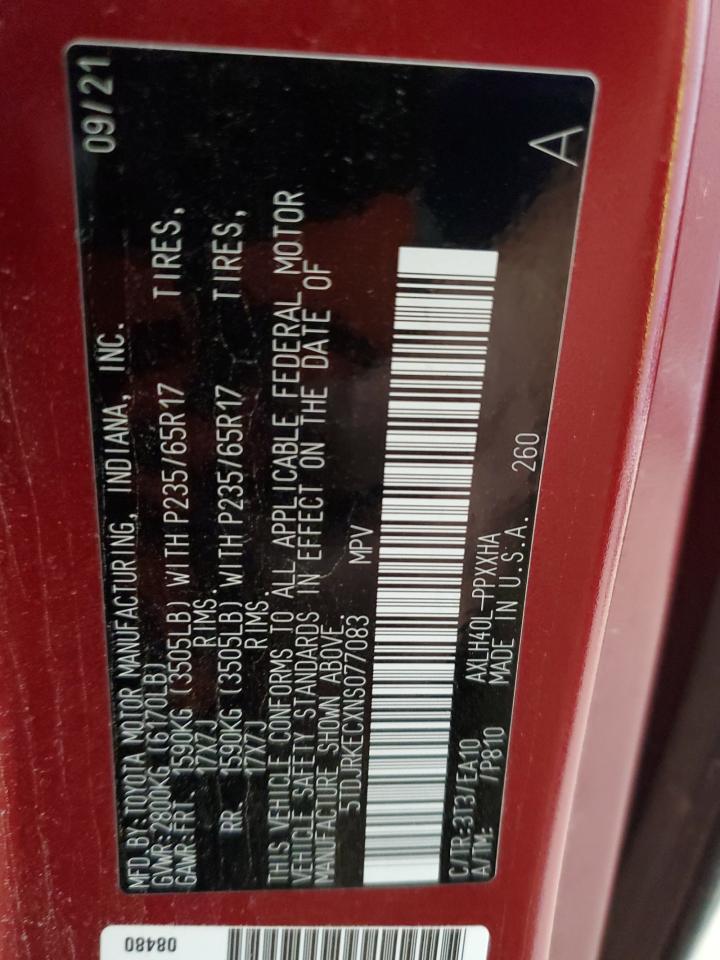 MFD. BY: TOYOTA MOTOR MANUFACTURING, INDIANA, INC. 09/21
GVWR: 2800KG (6170LB)
GAWR: FRT. 1590KG (3505LB) WITH P235/65R17 TIRES,
17X7J RIMS.
RR. 1590KG (3505LB) WITH P235/65R17 TIRES,
17X7J RIMS.
THIS VEHICLE CONFORMS TO ALL APPLICABLE FEDERAL MOTOR
VEHICLE SAFETY STANDARDS IN EFFECT ON THE DATE OF
MANUFACTURE SHOWN ABOVE.
5TDJRKECXNS077083 MPV
C/TR:3T3/EA10 AXLH40L-PPXXHA
A/TM: /P810 MADE IN U.S.A. 260
A
08480